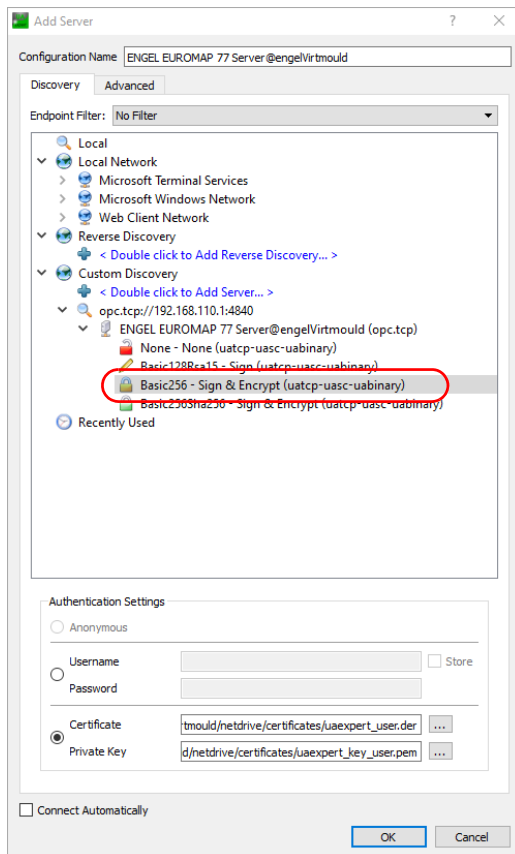 Add Server
?
Configuration Name ENGEL EUROMAP 77 Server@engelVirtmould
Discovery Advanced
Endpoint Filter: No Filter
Local
Local Network
Microsoft Terminal Services
Microsoft Windows Network
Web Client Network
Reverse Discovery
< Double click to Add Reverse Discovery... >
Custom Discovery
< Double click to Add Server... >
opc.tcp://192.168.110.1:4840
ENGEL EUROMAP 77 Server@engelVirtmould (opc.tcp)
None - None (uatcp-uasc-uabinary)
Basic128Rsa15 - Sign (uatcp-uasc-uabinary)
Basic256 - Sign & Encrypt (uatcp-uasc-uabinary)
Basic256Sha256 - Sign & Encrypt (uatcp-uasc-uabinary)
Recently Used
Authentication Settings
Anonymous
Username Store
Password
Certificate tmould/netdrive/certificates/uaexpert_user.der ...
Private Key d/netdrive/certificates/uaexpert_key_user.pem ...
Connect Automatically
OK Cancel